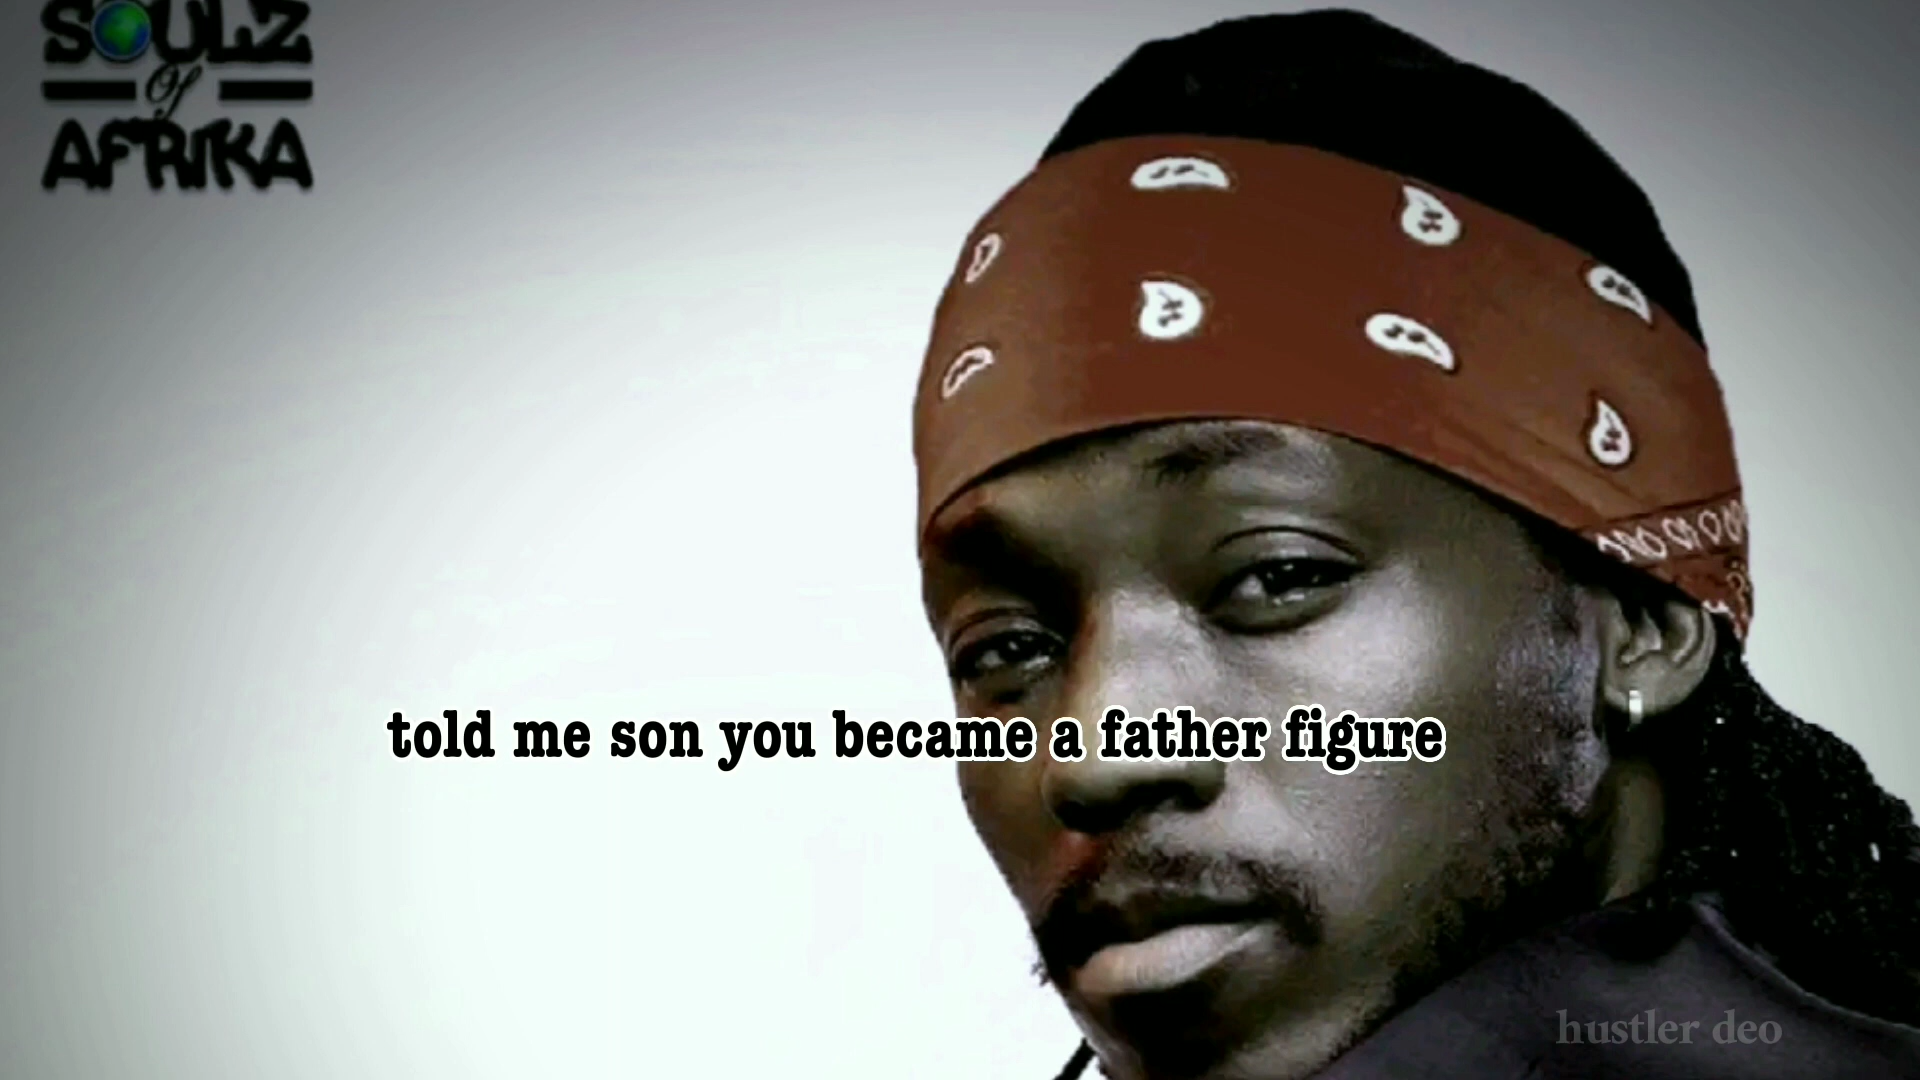 SOULZ
Of
AFRIKA
told me son you became a father figure
hustler deo